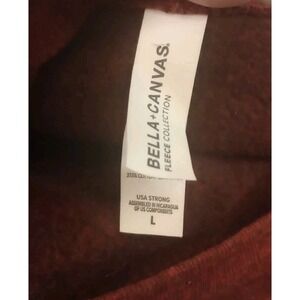 BELLA+CANVAS.
FLEECE COLLECTION
USA STRONG
ASSEMBLED IN NICARAGUA
OF US COMPONENTS
L